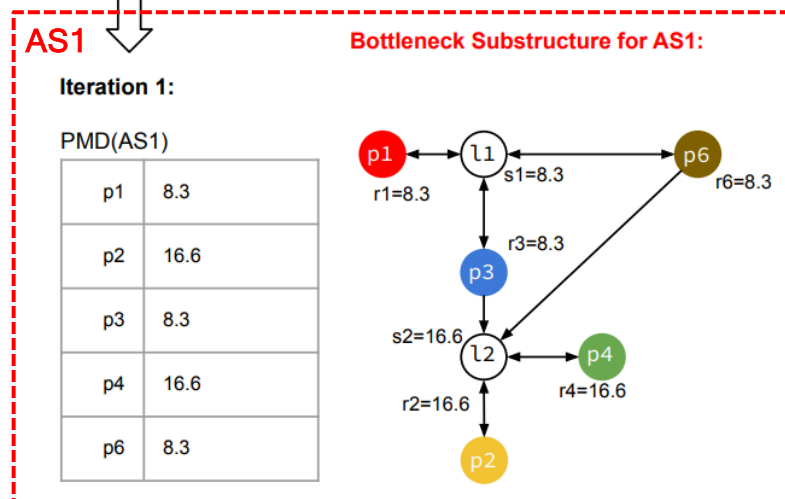 AS1
Bottleneck Substructure for AS1:
Iteration 1:
PMD(AS1)
p1 8.3
p2 16.6
p3 8.3
p4 16.6
p6 8.3
p1
l1
p6
s1=8.3
r1=8.3
r6=8.3
r3=8.3
p3
s2=16.6
l2
p4
r4=16.6
r2=16.6
p2